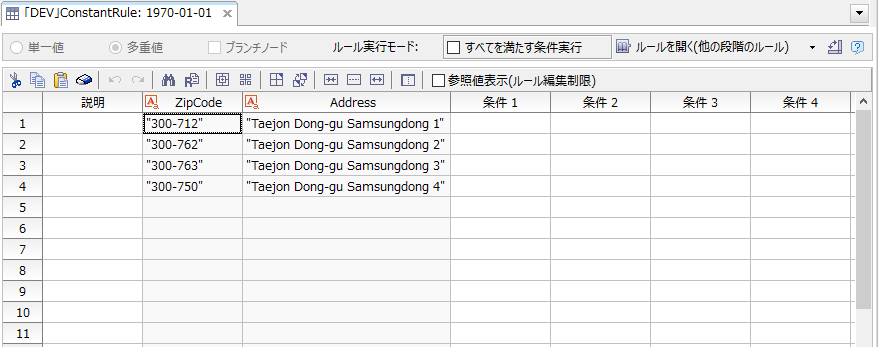 「DEV」ConstantRule: 1970-01-01
単一値 多重値 ブランチノード ルール実行モード: すべてを満たす条件実行 ルールを開く(他の段階のルール)
参照値表示(ルール編集制限)
説明 ZipCode Address 条件 1 条件 2 条件 3 条件 4
1 "300-712" "Taejon Dong-gu Samsungdong 1"
2 "300-762" "Taejon Dong-gu Samsungdong 2"
3 "300-763" "Taejon Dong-gu Samsungdong 3"
4 "300-750" "Taejon Dong-gu Samsungdong 4"
5
6
7
8
9
10
11